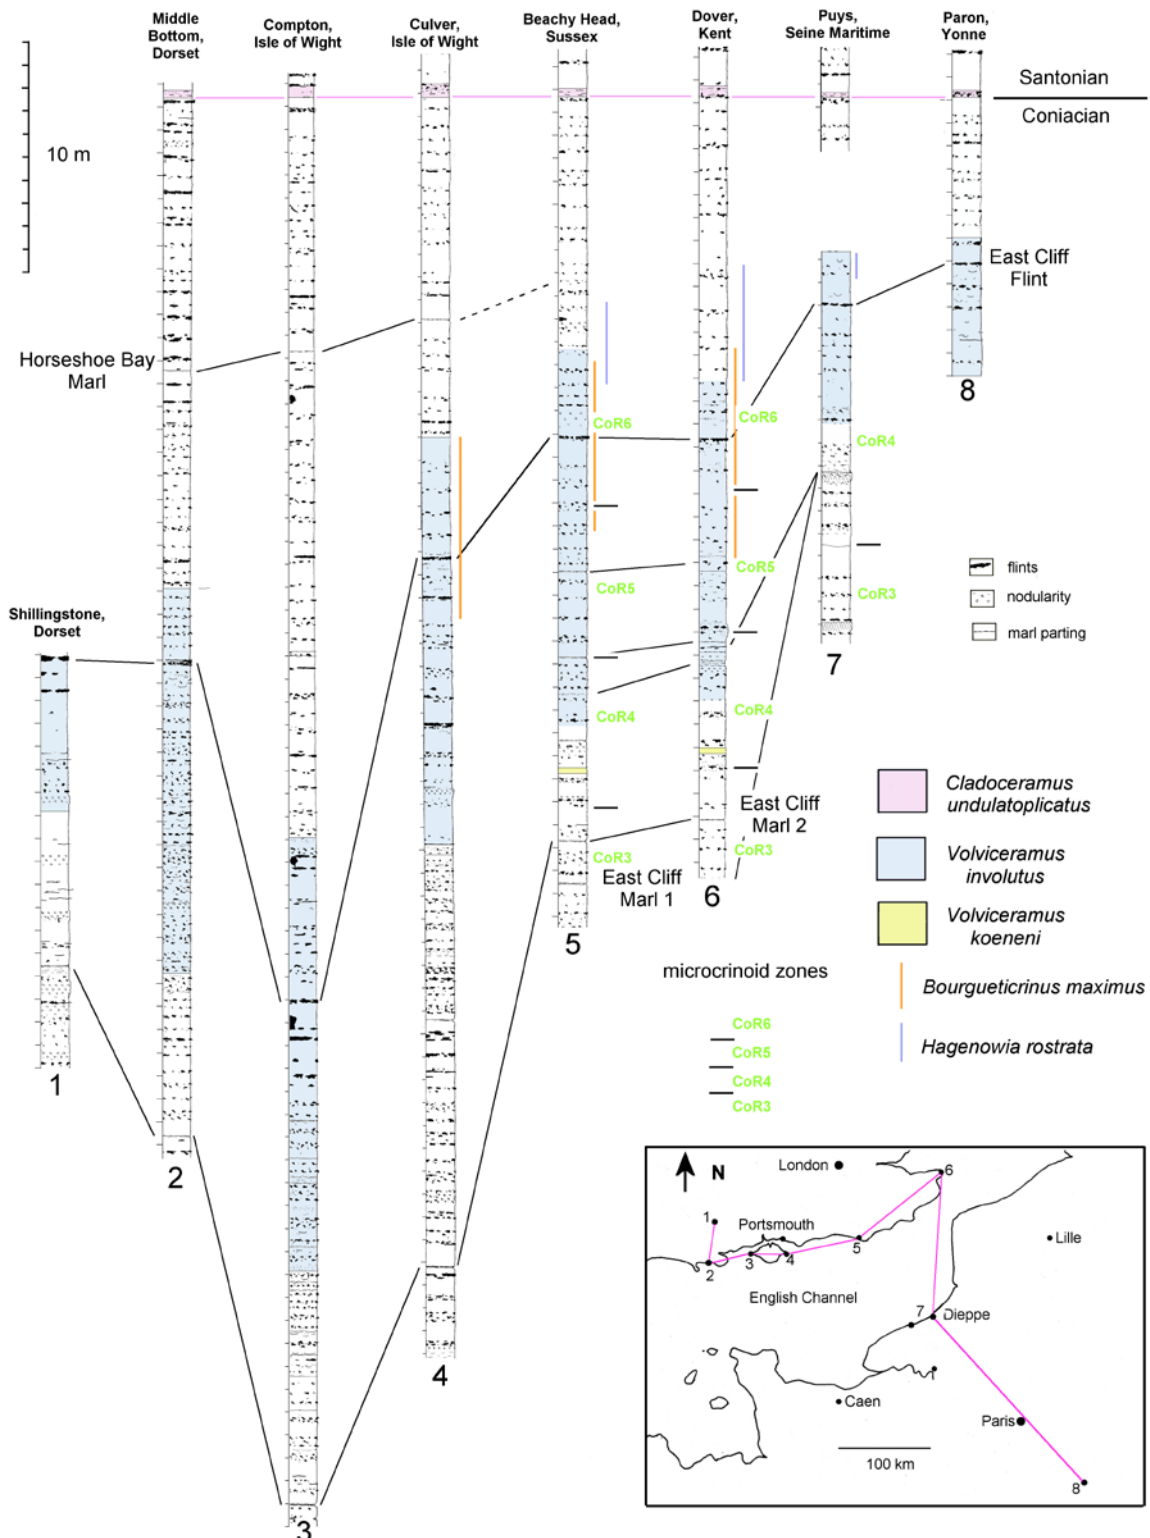 Middle
Bottom,
Dorset
Compton,
Isle of Wight
Culver,
Isle of Wight
Beachy Head,
Sussex
Dover,
Kent
Puys,
Seine Maritime
Paron,
Yonne
Santonian
Coniacian
10 m
East Cliff
Flint
Horseshoe Bay
Marl
8
CoR6
CoR6
CoR4
CoR5
CoR5
CoR3
flints
nodularity
marl parting
Shillingstone,
Dorset
7
CoR4
CoR4
East Cliff
Marl 2
CoR3
CoR3
East Cliff
Marl 1
6
5
Cladoceramus
undulatoplicatus
Volviceramus
involutus
Volviceramus
koeneni
microcrinoid zones
Bourgueticrinus maximus
Hagenowia rostrata
CoR6
CoR5
CoR4
CoR3
1
2
4
3
N
London
6
1
Portsmouth
5
Lille
2
3
4
English Channel
7
Dieppe
Caen
Paris
100 km
8